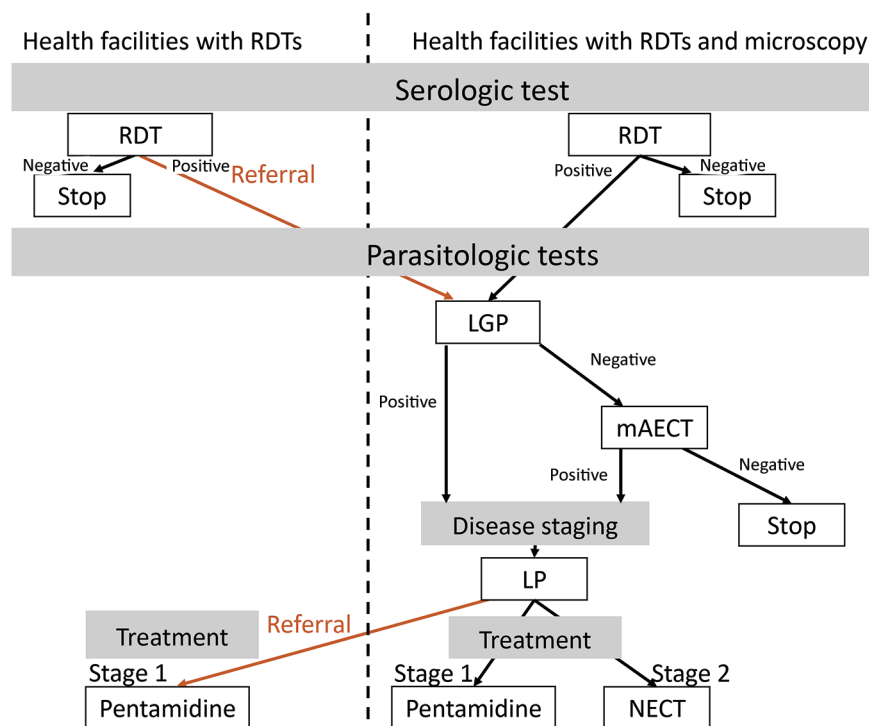 Health facilities with RDTs
Health facilities with RDTs and microscopy
Serologic test
RDT
RDT
Negative
Positive
Referral
Positive
Negative
Stop
Stop
Parasitologic tests
LGP
Negative
Positive
mAECT
Positive
Negative
Disease staging
Stop
LP
Treatment
Referral
Treatment
Stage 1
Stage 1
Stage 2
Pentamidine
Pentamidine
NECT